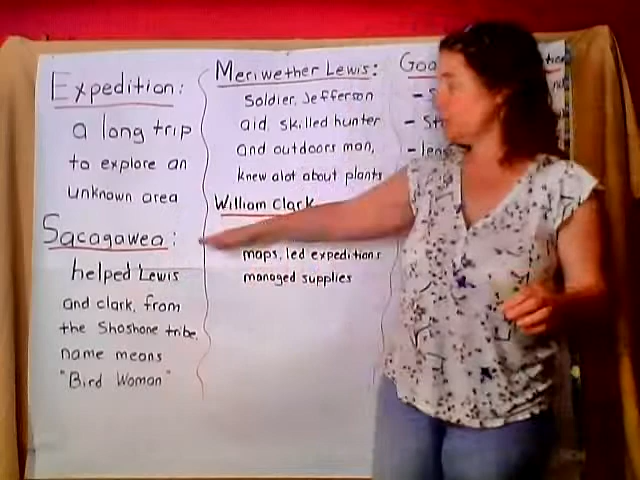 Expedition:
a long trip
to explore an
unknown area
Sacagawea:
helped Lewis
and clark, from
the Shoshone tribe,
name means
"Bird Woman"
Meriwether Lewis:
Soldier, Jefferson
aid, skilled hunter
and outdoors man,
knew alot about plants
William Clark
maps, led expeditions
managed supplies